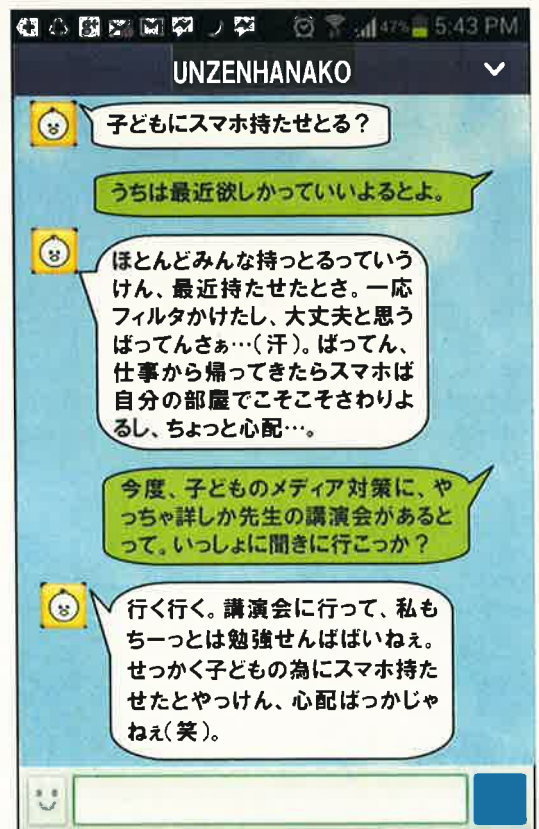 47% 5:43 PM
UNZENHANAKO
子どもにスマホ持たせとる？
うちは最近欲しかっていいよるとよ。
ほとんどみんな持っとるっていう
けん、最近持たせたとさ。一応
フィルタかけたし、大丈夫と思う
ばってんさぁ…(汗)。ばってん、
仕事から帰ってきたらスマホば
自分の部屋でこそこそさわりよ
るし、ちょっと心配…。
今度、子どものメディア対策に、や
っちゃ詳しか先生の講演会があると
って。いっしょに聞きに行こっか？
行く行く。講演会に行って、私も
ちーっとは勉強せんばばいねぇ。
せっかく子どもの為にスマホ持た
せたとやっけん、心配ばっかじゃ
ねぇ(笑)。